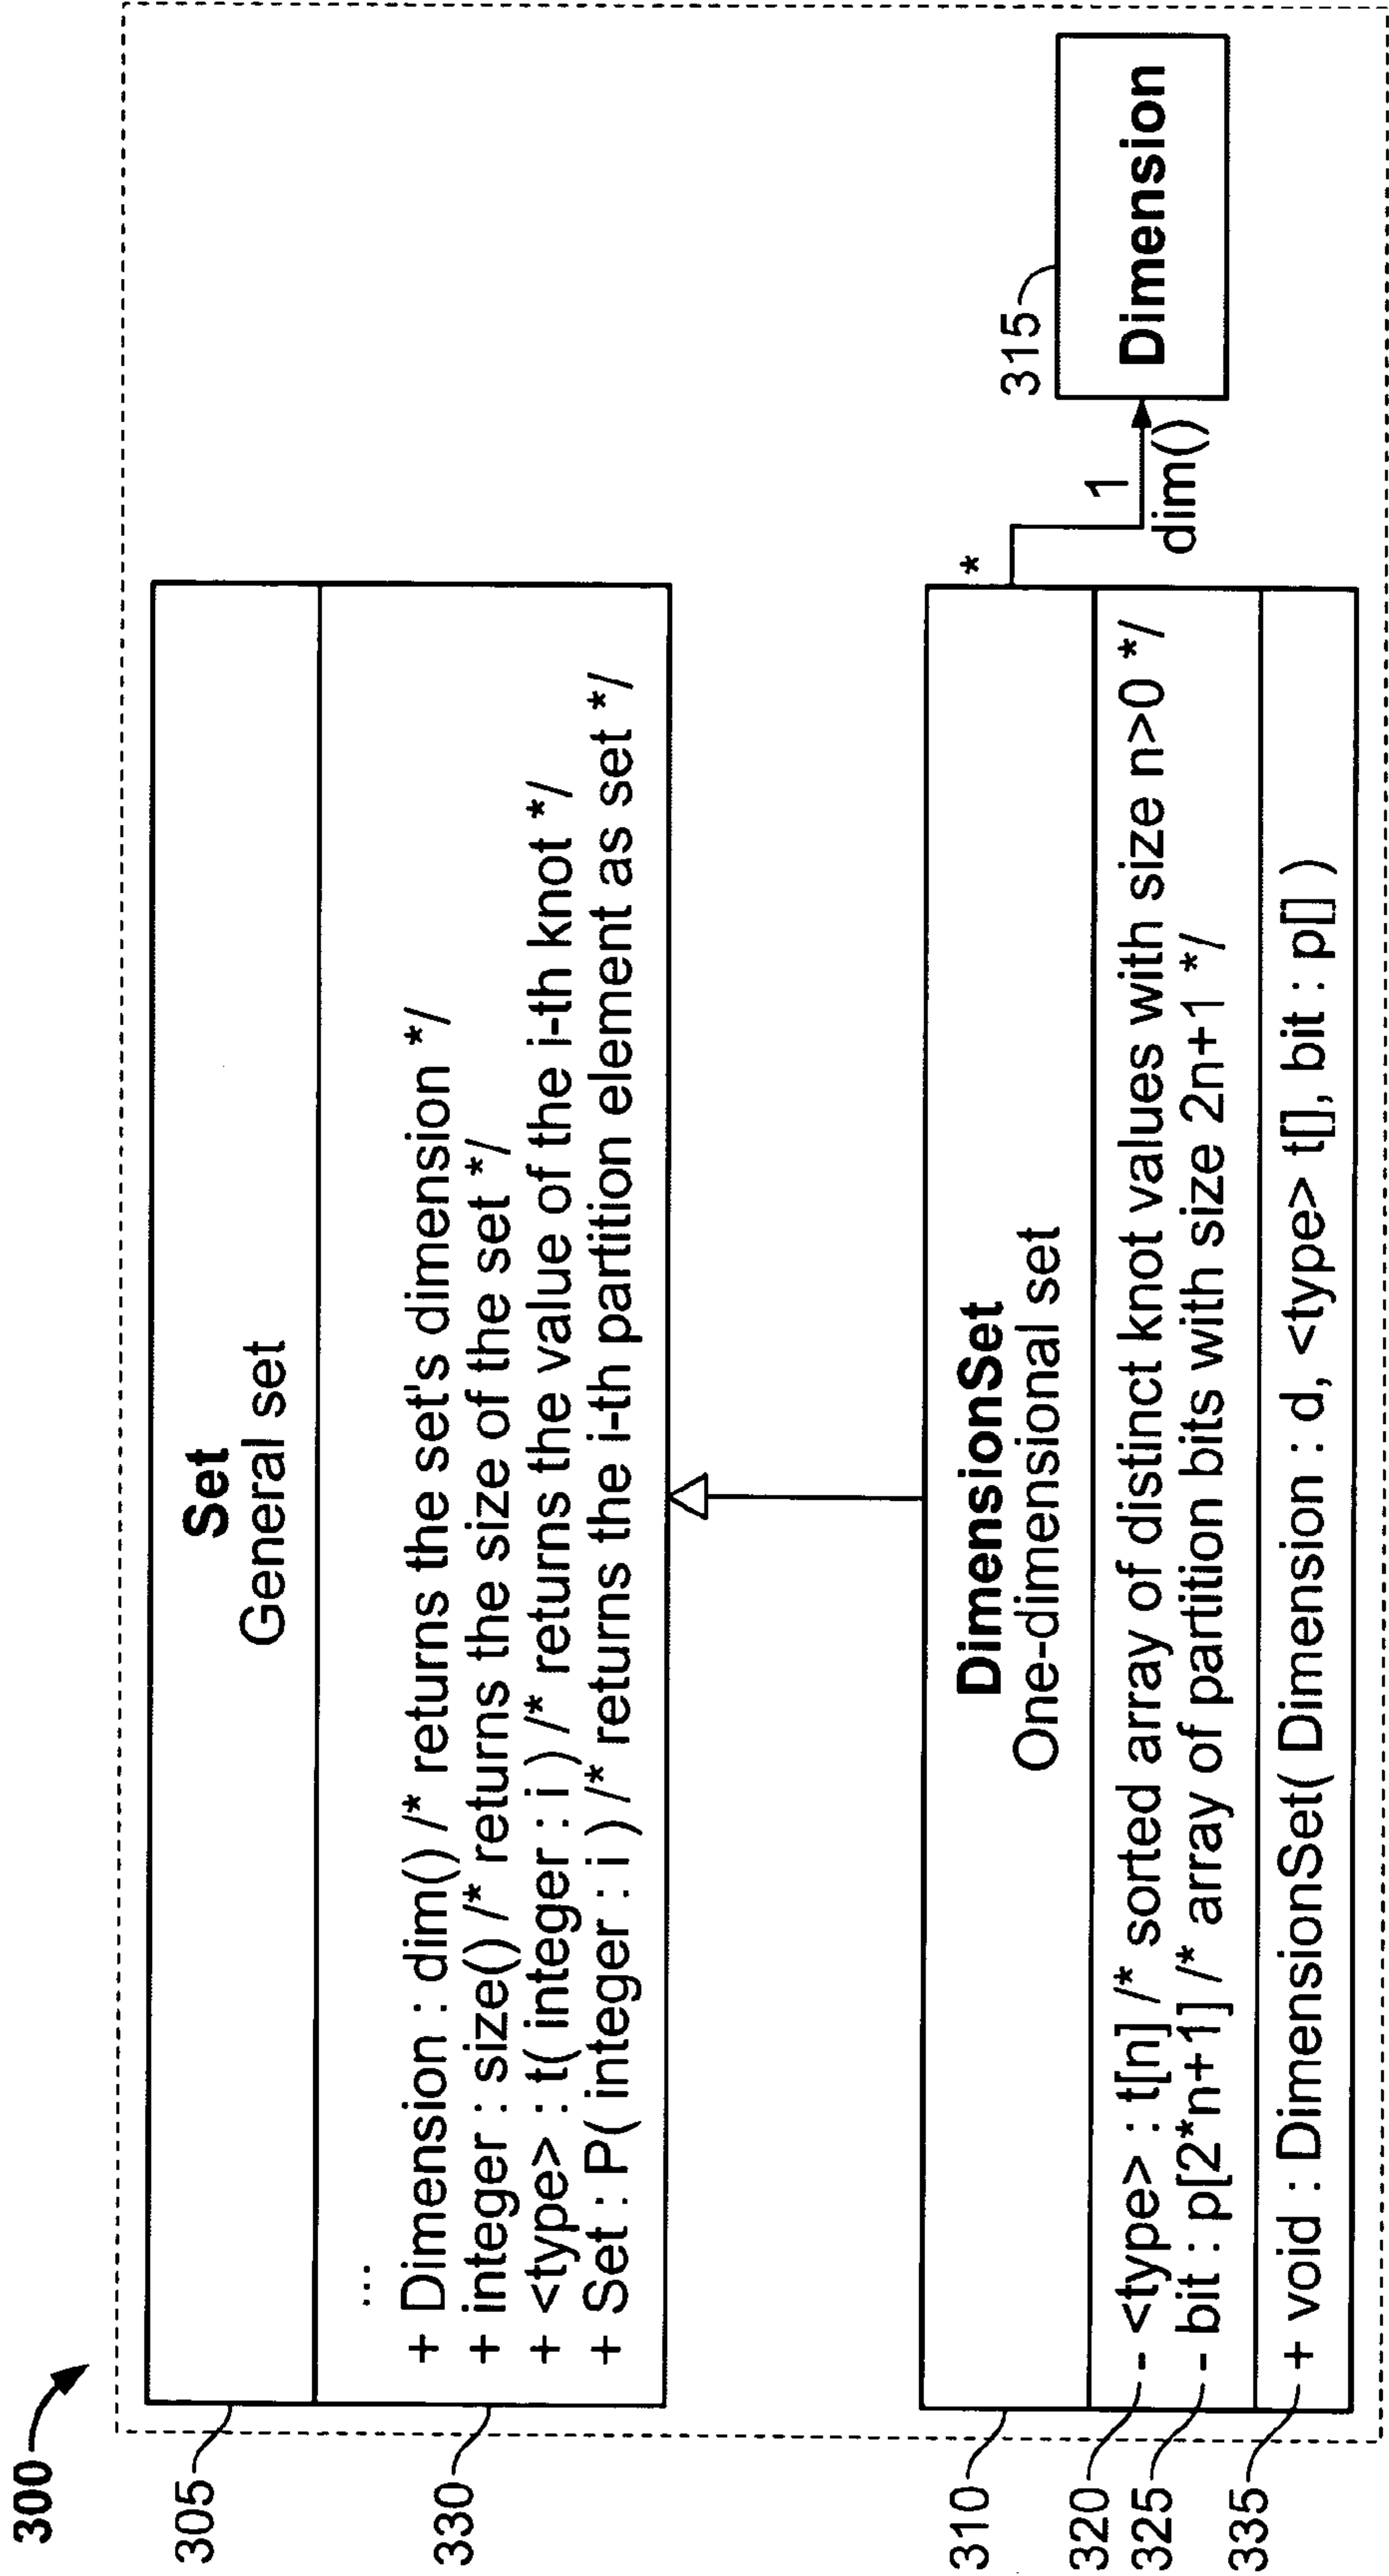 300
305
Set
General set
330
...
+ Dimension : dim() /* returns the set's dimension */
+ integer : size() /* returns the size of the set */
+ <type> : t( integer : i ) /* returns the value of the i-th knot */
+ Set : P( integer : i ) /* returns the i-th partition element as set */
310
DimensionSet
One-dimensional set
*
1
dim()
315
Dimension
320
- <type> : t[n] /* sorted array of distinct knot values with size n>0 */
325
- bit : p[2*n+1] /* array of partition bits with size 2n+1 */
335
+ void : DimensionSet( Dimension : d, <type> t[], bit : p[] )